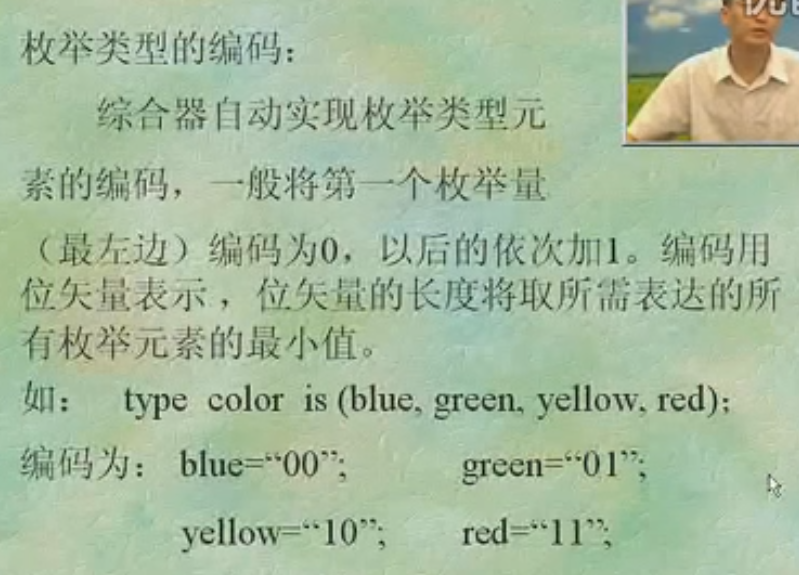 枚举类型的编码：
综合器自动实现枚举类型元
素的编码，一般将第一个枚举量
（最左边）编码为0，以后的依次加1。编码用
位矢量表示，位矢量的长度将取所需表达的所
有枚举元素的最小值。
如： type color is (blue, green, yellow, red);
编码为： blue=“00”; green=“01”;
yellow=“10”; red=“11”;